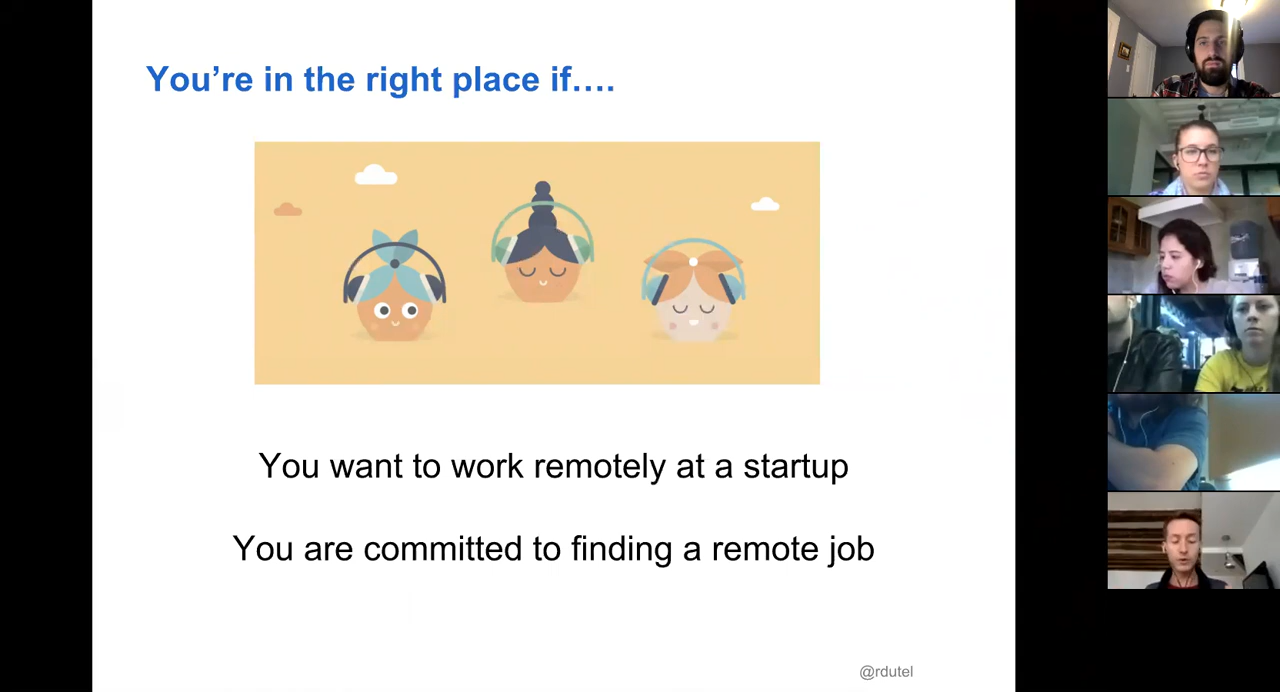 You're in the right place if....
You want to work remotely at a startup
You are committed to finding a remote job
@rdutel